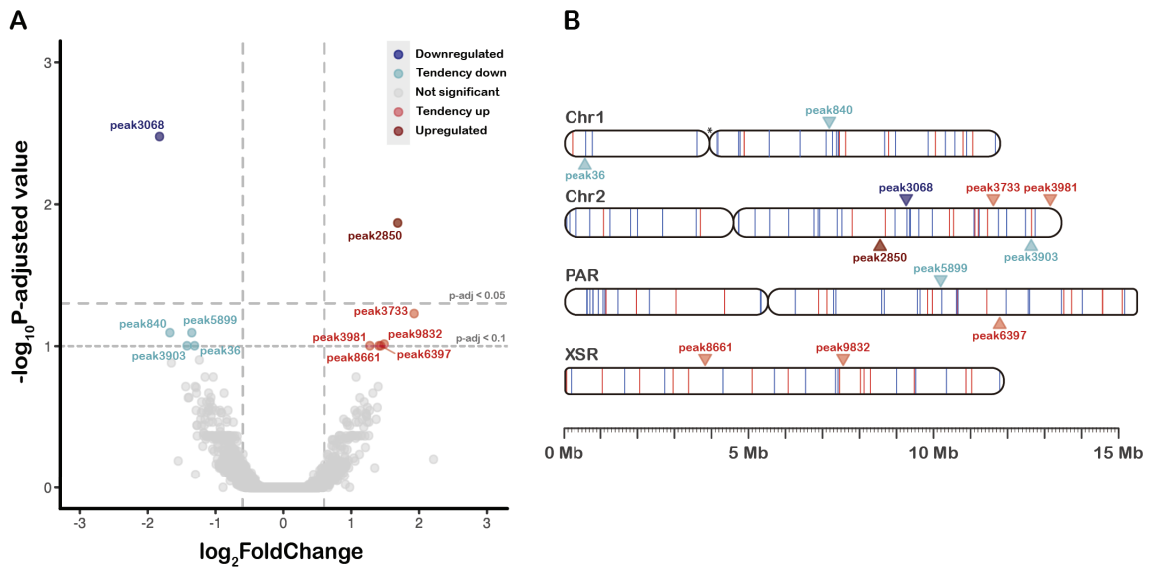 A
B
3
2
1
0
-3
-2
-1
0
1
2
3
-log10P-adjusted value
log2FoldChange
Downregulated
Tendency down
Not significant
Tendency up
Upregulated
peak3068
peak2850
p-adj < 0.05
peak3733
peak840
peak5899
p-adj < 0.1
peak3981
peak9832
peak3903
peak36
peak8661
peak6397
Chr1
peak840
*
peak36
Chr2
peak3068
peak3733
peak3981
peak2850
peak3903
PAR
peak5899
peak6397
XSR
peak8661
peak9832
0 Mb
5 Mb
10 Mb
15 Mb